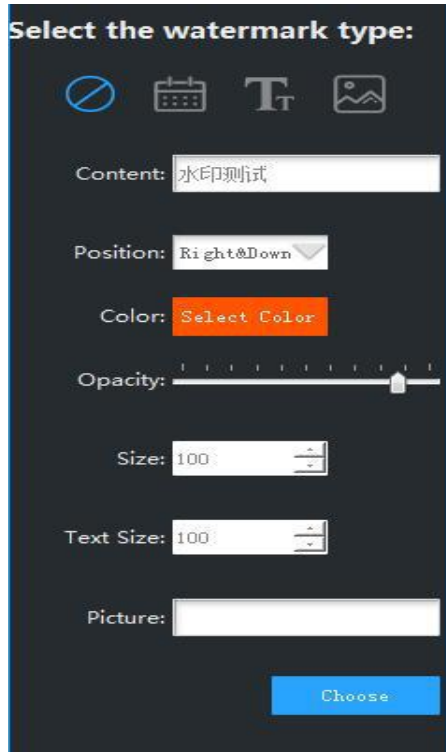 Select the watermark type:
Content: 水印测试
Position: Right&Down
Color: Select Color
Opacity:
Size: 100
Text Size: 100
Picture:
Choose